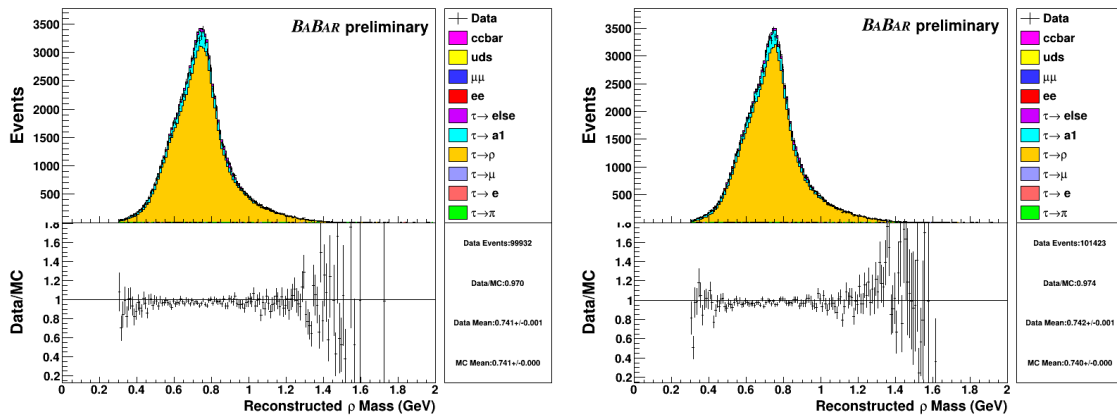 BABAR preliminary
Events
3500
3000
2500
2000
1500
1000
500
Data
ccbar
uds
μμ
ee
τ→ else
τ→ a1
τ→ρ
τ→μ
τ→ e
τ→π
Data/MC
1.8
1.6
1.4
1.2
1
0.8
0.6
0.4
0.2
0 0.2 0.4 0.6 0.8 1 1.2 1.4 1.6 1.8 2
Reconstructed ρ Mass (GeV)
Data Events:99932
Data/MC:0.970
Data Mean:0.741+/-0.001
MC Mean:0.741+/-0.000
BABAR preliminary
Events
3500
3000
2500
2000
1500
1000
500
Data
ccbar
uds
μμ
ee
τ→ else
τ→ a1
τ→ρ
τ→μ
τ→ e
τ→π
Data/MC
1.8
1.6
1.4
1.2
1
0.8
0.6
0.4
0.2
0 0.2 0.4 0.6 0.8 1 1.2 1.4 1.6 1.8 2
Reconstructed ρ Mass (GeV)
Data Events:101423
Data/MC:0.974
Data Mean:0.742+/-0.001
MC Mean:0.740+/-0.000